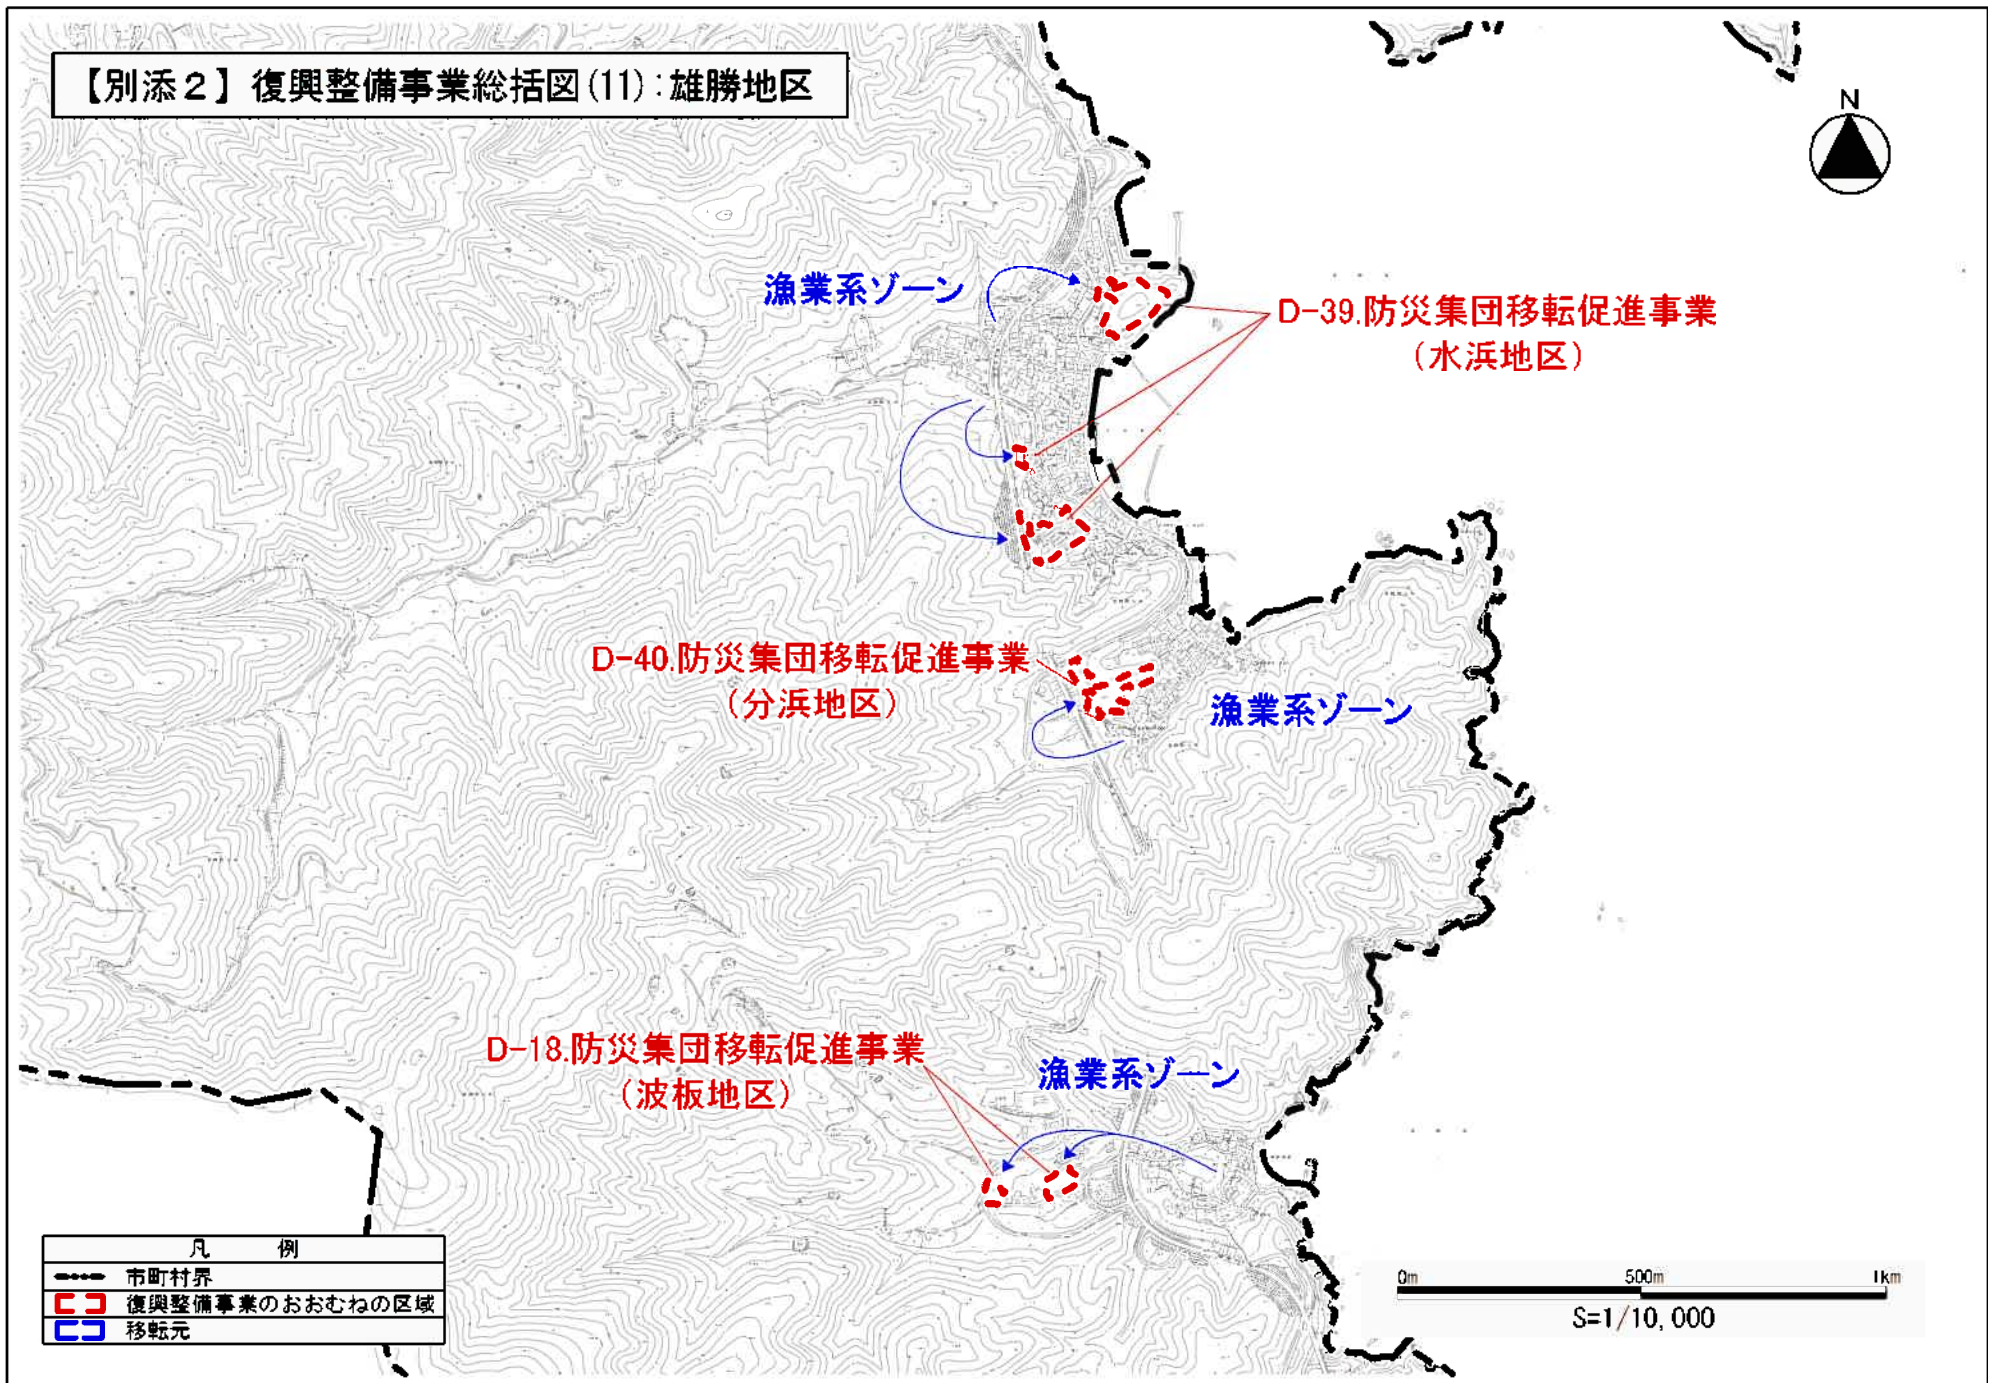 【別添２】復興整備事業総括図(11):雄勝地区
N
漁業系ゾーン
D-39.防災集団移転促進事業
(水浜地区)
D-40.防災集団移転促進事業
(分浜地区)
漁業系ゾーン
D-18.防災集団移転促進事業
(波板地区)
漁業系ゾーン
凡 例
市町村界
復興整備事業のおおむねの区域
移転元
0m 500m 1km
S=1/10,000